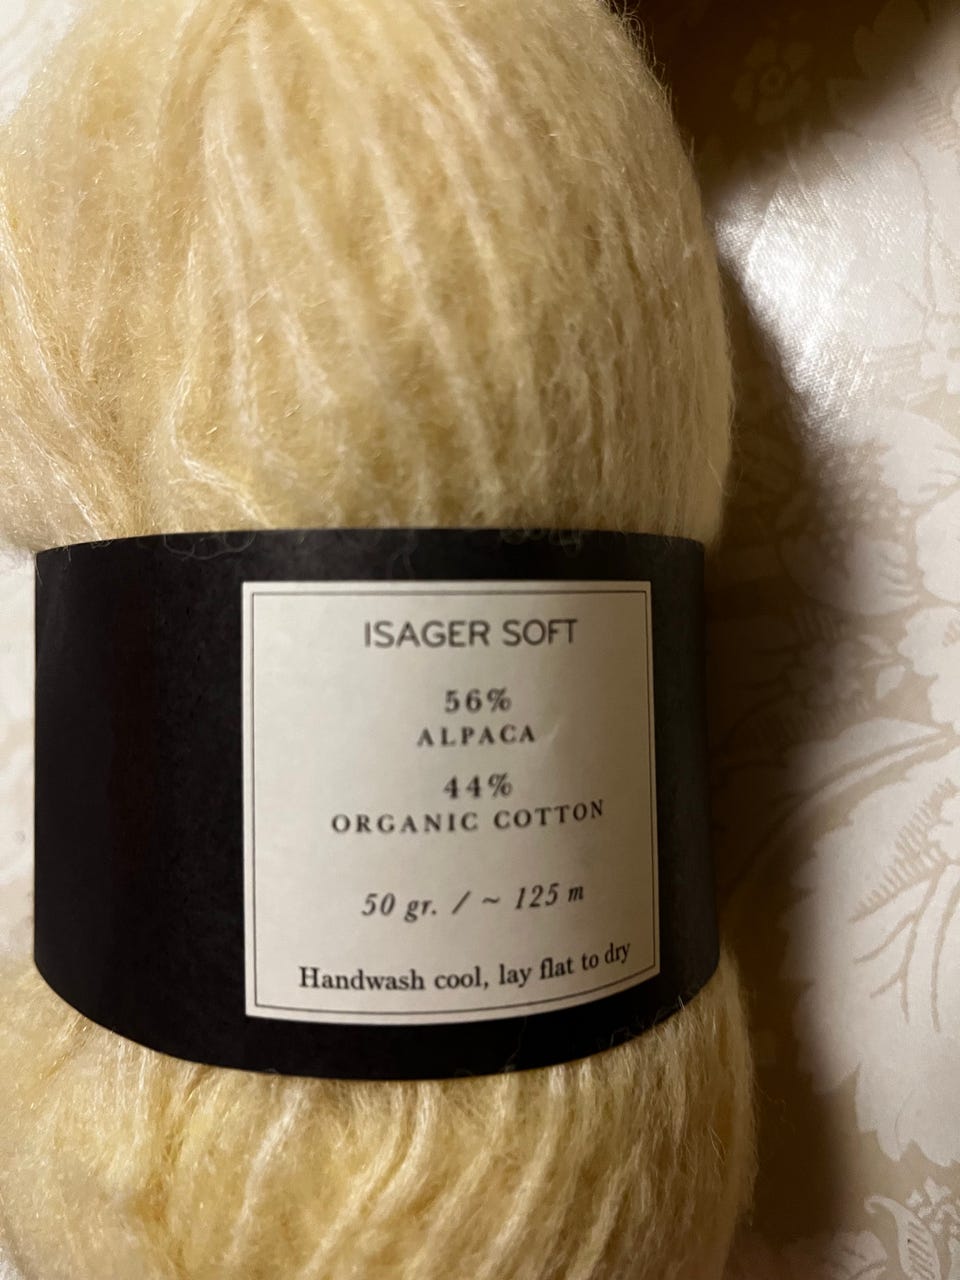 ISAGER SOFT
56%
ALPACA
44%
ORGANIC COTTON
50 gr. / ~ 125 m
Handwash cool, lay flat to dry